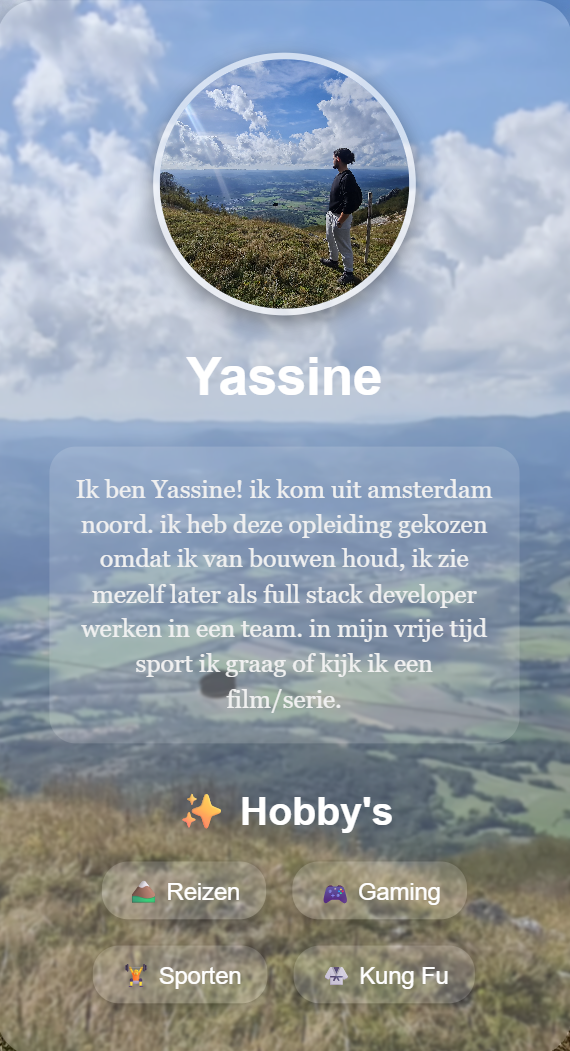 Yassine
Ik ben Yassine! ik kom uit amsterdam
noord. ik heb deze opleiding gekozen
omdat ik van bouwen houd, ik zie
mezelf later als full stack developer
werken in een team. in mijn vrije tijd
sport ik graag of kijk ik een
film/serie.
✨ Hobby's
🏔️ Reizen
🎮 Gaming
🏋️ Sporten
🥋 Kung Fu